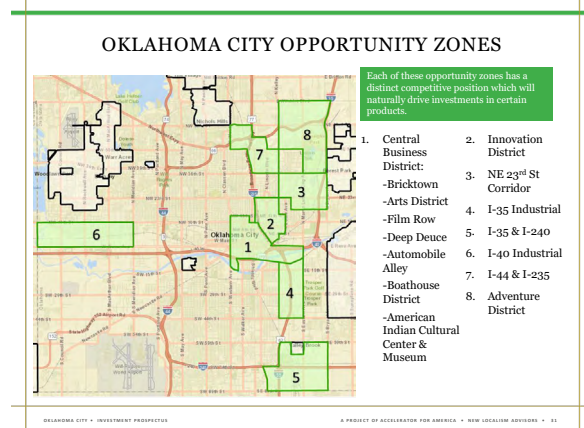 OKLAHOMA CITY OPPORTUNITY ZONES
Each of these opportunity zones has a
distinct competitive position which will
naturally drive investments in certain
products.
1. Central
Business
District:
-Bricktown
-Arts District
-Film Row
-Deep Deuce
-Automobile
Alley
-Boathouse
District
-American
Indian Cultural
Center &
Museum
2. Innovation
District
3. NE 23rd St
Corridor
4. I-35 Industrial
5. I-35 & I-240
6. I-40 Industrial
7. I-44 & I-235
8. Adventure
District
8
7
3
2
6
1
4
5
Nichols Hills
Warr Acres
Oklahoma City
OKLAHOMA CITY • INVESTMENT PROSPECTUS
A PROJECT OF ACCELERATOR FOR AMERICA • NEW LOCALISM ADVISORS • 31